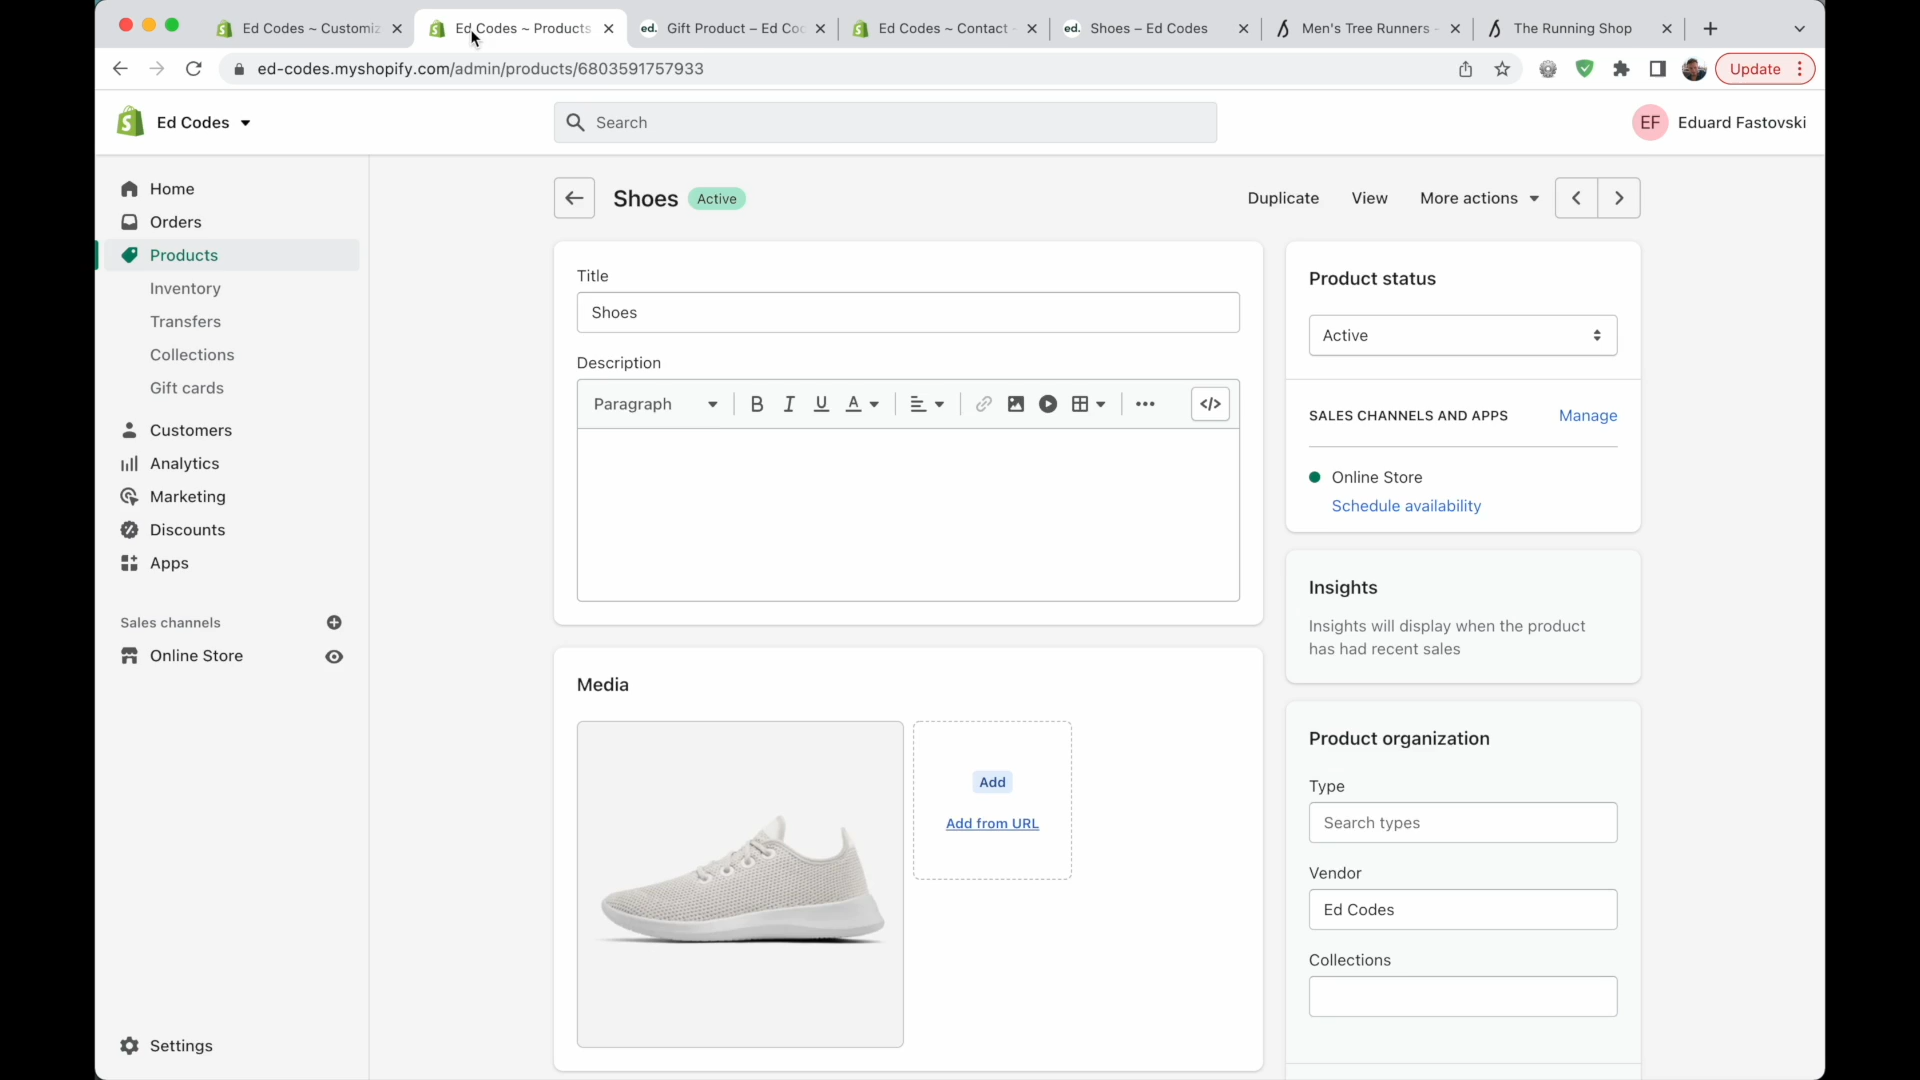 Ed Codes ~ Customiz
Ed Codes ~ Products
ed. Gift Product – Ed Coc
Ed Codes ~ Contact
ed. Shoes – Ed Codes
Men's Tree Runners -
The Running Shop
ed-codes.myshopify.com/admin/products/6803591757933
Update
Ed Codes
Search
EF Eduard Fastovski
Home
Orders
Products
Inventory
Transfers
Collections
Gift cards
Customers
Analytics
Marketing
Discounts
Apps
Sales channels
Online Store
Settings
Shoes Active
Duplicate View More actions
Title
Shoes
Description
Paragraph B I U A ••• </>
Media
Add
Add from URL
Product status
Active
SALES CHANNELS AND APPS Manage
Online Store
Schedule availability
Insights
Insights will display when the product
has had recent sales
Product organization
Type
Search types
Vendor
Ed Codes
Collections